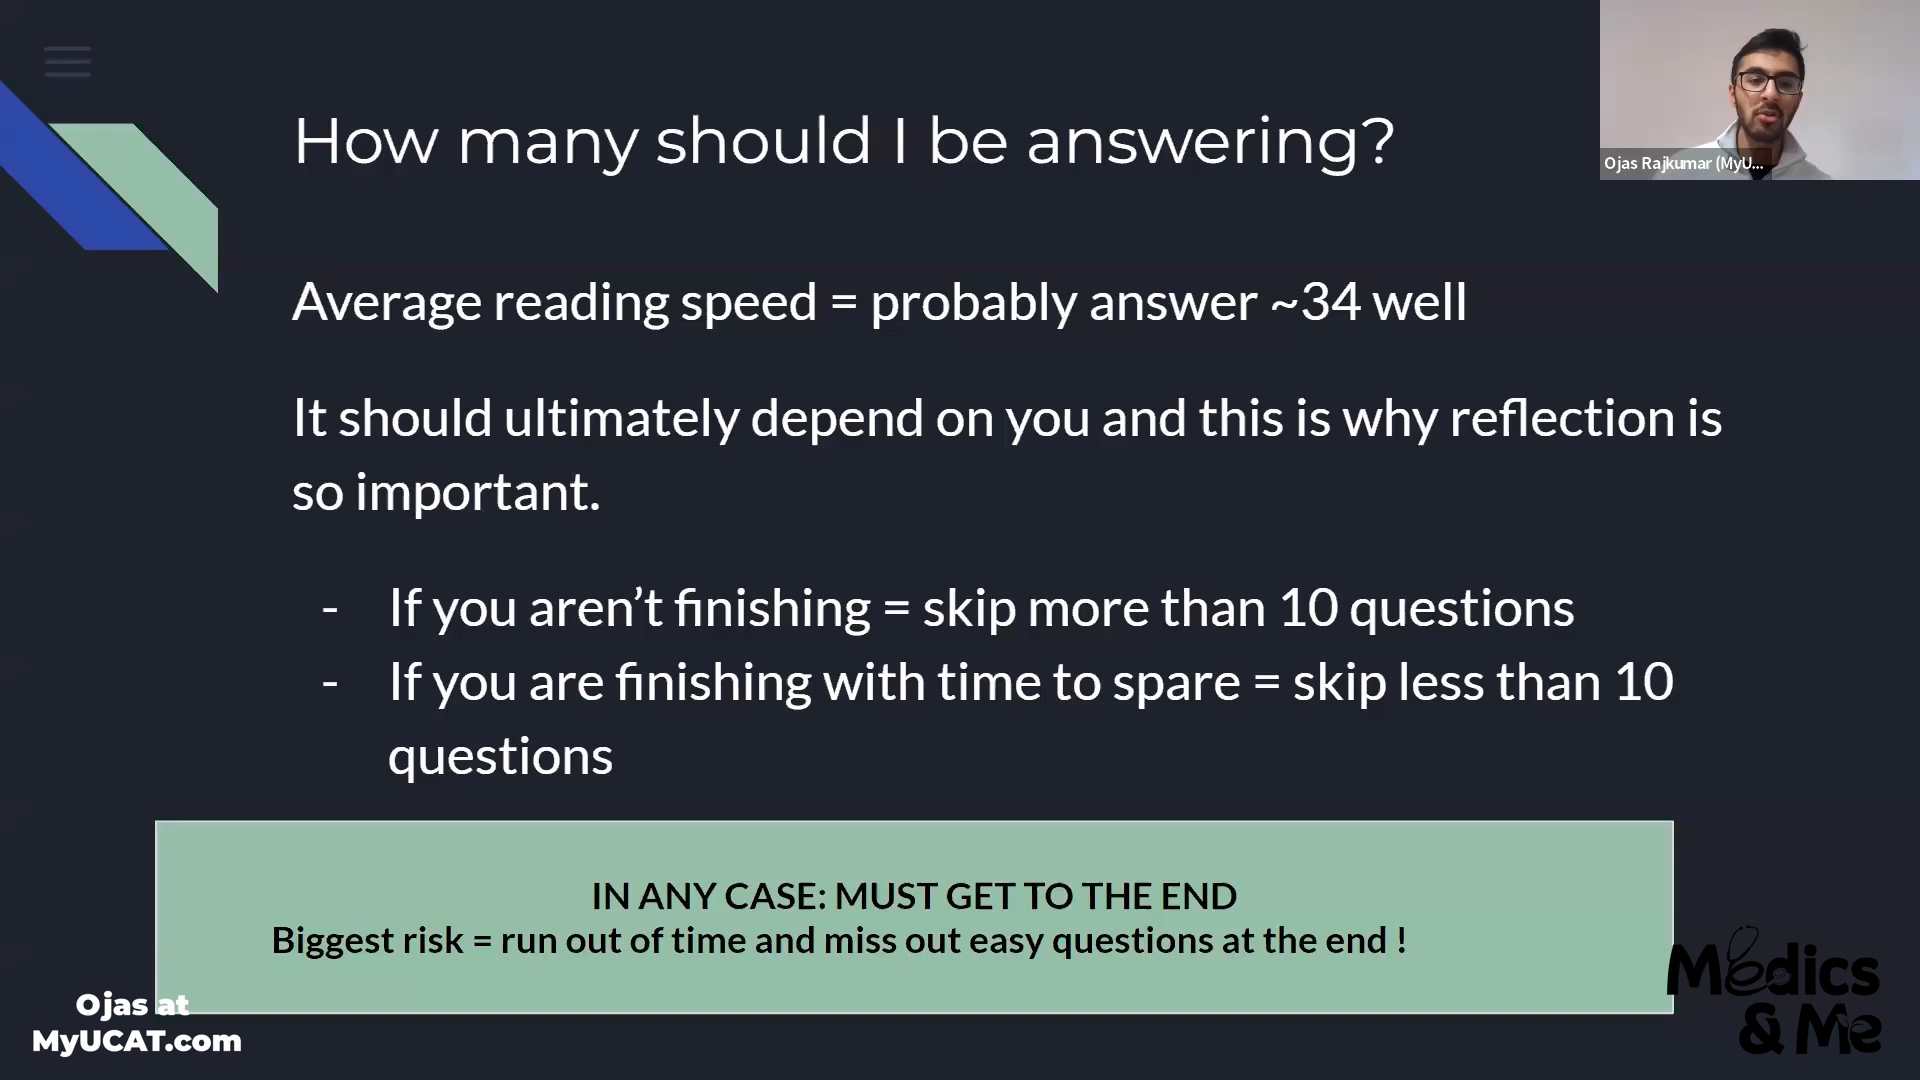 How many should I be answering?
Ojas Rajkumar (MyU...
Average reading speed = probably answer ~34 well
It should ultimately depend on you and this is why reflection is
so important.
- If you aren’t finishing = skip more than 10 questions
- If you are finishing with time to spare = skip less than 10
questions
IN ANY CASE: MUST GET TO THE END
Biggest risk = run out of time and miss out easy questions at the end !
Ojas at
MyUCAT.com
Medics
& Me